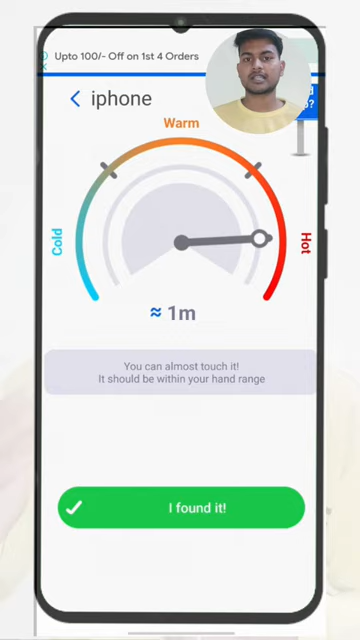 Upto 100/- Off on 1st 4 Orders
iphone
Warm
Cold
Hot
≈ 1m
You can almost touch it!
It should be within your hand range
I found it!